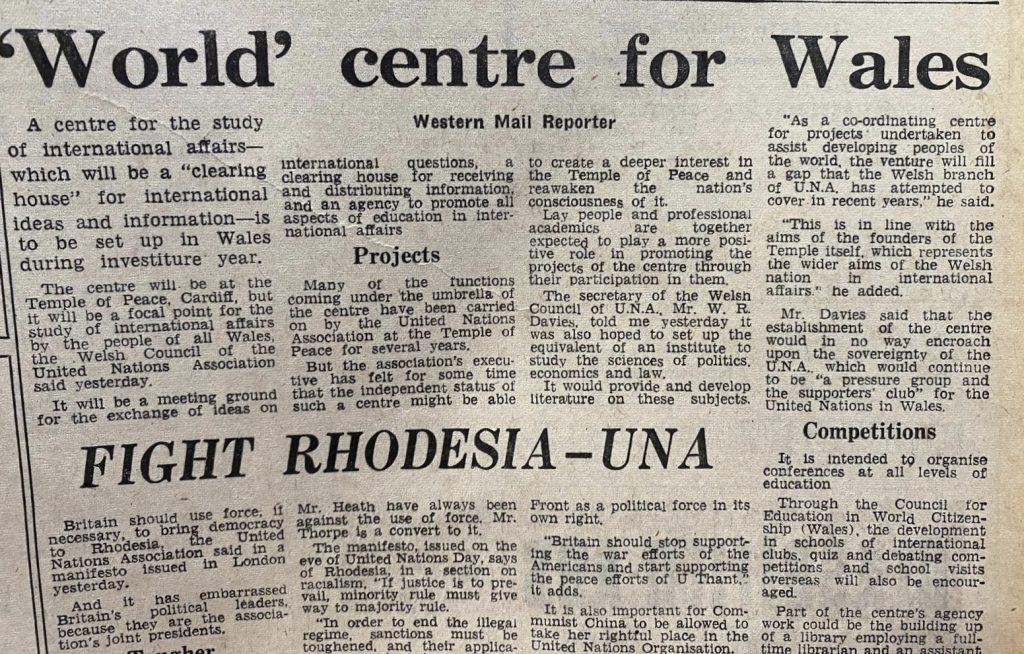 'World' centre for Wales
Western Mail Reporter
A centre for the study
of international affairs—
which will be a "clearing
house" for international
ideas and information—is
to be set up in Wales
during investiture year.
The centre will be at the
Temple of Peace, Cardiff, but
it will be a focal point for the
study of international affairs
by the people of all Wales,
the Welsh Council of the
United Nations Association
said yesterday.
It will be a meeting ground
for the exchange of ideas on
international questions, a
clearing house for receiving
and distributing information,
and an agency to promote all
aspects of education in inter-
national affairs
Projects
Many of the functions
coming under the umbrella of
the centre have been carried
on by the United Nations
Association at the Temple of
Peace for several years.
But the association's execu-
tive has felt for some time
that the independent status of
such a centre might be able
to create a deeper interest in
the Temple of Peace and
reawaken the nation's
consciousness of it.
Lay people and professional
academics are together
expected to play a more posi-
tive role in promoting the
projects of the centre through
their participation in them.
The secretary of the Welsh
Council of U.N.A., Mr. W. R.
Davies, told me yesterday it
was also hoped to set up the
equivalent of an institute to
study the sciences of politics,
economics and law.
It would provide and develop
literature on these subjects.
"As a co-ordinating centre
for projects undertaken to
assist developing peoples of
the world, the venture will fill
a gap that the Welsh branch
of U.N.A. has attempted to
cover in recent years," he said.
"This is in line with the
aims of the founders of the
Temple itself, which represents
the wider aims of the Welsh
nation in international
affairs." he added.
Mr. Davies said that the
establishment of the centre
would in no way encroach
upon the sovereignty of the
U.N.A. which would continue
to be "a pressure group and
the supporters' club" for the
United Nations in Wales.
Competitions
It is intended to organise
conferences at all levels of
education
Through the Council for
Education in World Citizen-
ship (Wales), the development
in schools of international
clubs, quiz and debating com-
petitions and school visits
overseas will also be encour-
aged.
Part of the centre's agency
work could be the building up
of a library employing a full-
time librarian and an assistant
FIGHT RHODESIA—UNA
Britain should use force, if
necessary, to bring democracy
to Rhodesia, the United
Nations Association said in a
manifesto issued in London
yesterday.
And it has embarrassed
Britain's political leaders,
because they are the associa-
tion's joint presidents.
Tougher
Mr. Heath have always been
against the use of force. Mr.
Thorpe is a convert to it.
The manifesto, issued on the
eve of United Nations Day, says
of Rhodesia, in a section on
racialism, "If justice is to pre-
vail, minority rule must give
way to majority rule.
"In order to end the illegal
regime, sanctions must be
toughened, and their applica-
Front as a political force in its
own right.
"Britain should stop support-
ing the war efforts of the
Americans and start supporting
the peace efforts of U Thant,"
it adds.
It is also important for Com-
munist China to be allowed to
take her rightful place in the
United Nations Organisation.